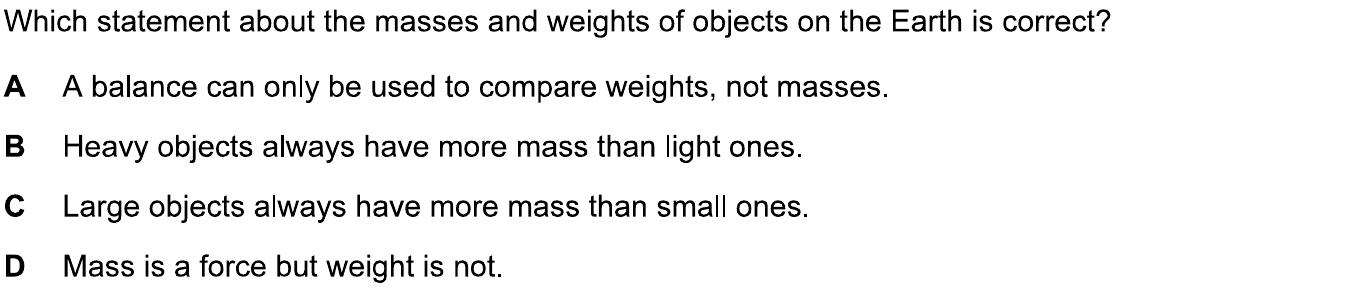 Which statement about the masses and weights of objects on the Earth is correct?
A A balance can only be used to compare weights, not masses.
B Heavy objects always have more mass than light ones.
C Large objects always have more mass than small ones.
D Mass is a force but weight is not.